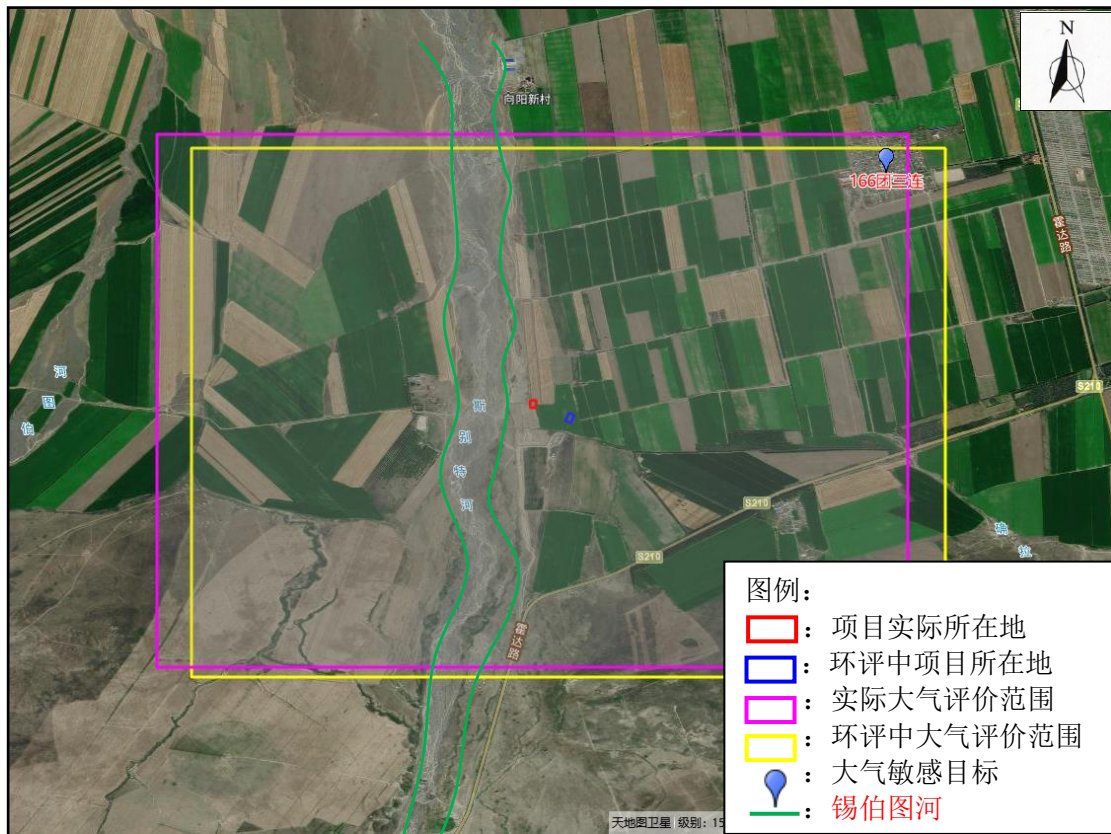 N
向阳新村
166团三连
霍达路
S210
河图伯
斯别特河
S210
确拉
S210
霍达路
图例：
：项目实际所在地
：环评中项目所在地
：实际大气评价范围
：环评中大气评价范围
：大气敏感目标
：锡伯图河
天地图卫星|级别：15